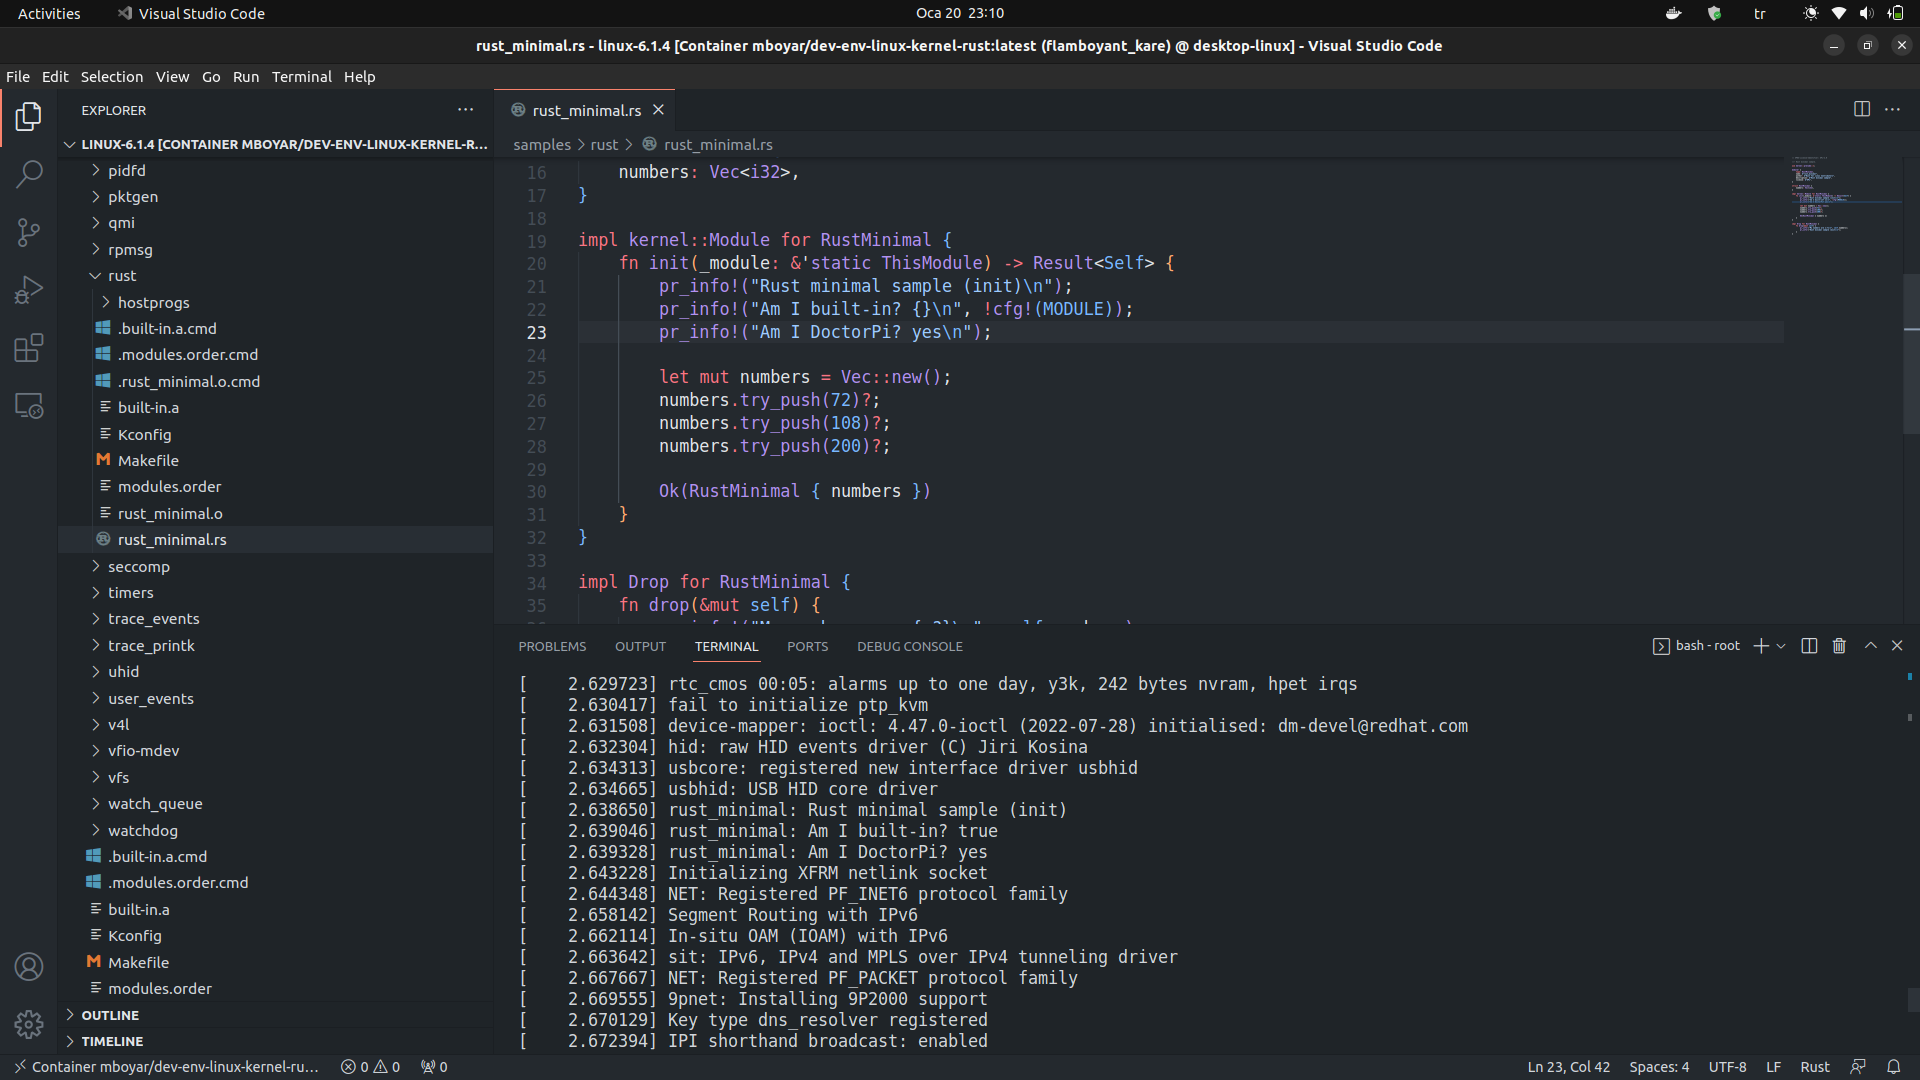 Activities
Visual Studio Code
Oca 20 23:10
tr
rust_minimal.rs - linux-6.1.4 [Container mboyar/dev-env-linux-kernel-rust:latest (flamboyant_kare) @ desktop-linux] - Visual Studio Code
File Edit Selection View Go Run Terminal Help
EXPLORER
LINUX-6.1.4 [CONTAINER MBOYAR/DEV-ENV-LINUX-KERNEL-R...
pidfd
pktgen
qmi
rpmsg
rust
hostprogs
.built-in.a.cmd
.modules.order.cmd
.rust_minimal.o.cmd
built-in.a
Kconfig
Makefile
modules.order
rust_minimal.o
rust_minimal.rs
seccomp
timers
trace_events
trace_printk
uhid
user_events
v4l
vfio-mdev
vfs
watch_queue
watchdog
.built-in.a.cmd
.modules.order.cmd
built-in.a
Kconfig
Makefile
modules.order
OUTLINE
TIMELINE
rust_minimal.rs
samples > rust > rust_minimal.rs
16 numbers: Vec<i32>,
17 }
18
19 impl kernel::Module for RustMinimal {
20 fn init(_module: &'static ThisModule) -> Result<Self> {
21 pr_info!("Rust minimal sample (init)\n");
22 pr_info!("Am I built-in? {}\n", !cfg!(MODULE));
23 pr_info!("Am I DoctorPi? yes\n");
24
25 let mut numbers = Vec::new();
26 numbers.try_push(72)?;
27 numbers.try_push(108)?;
28 numbers.try_push(200)?;
29
30 Ok(RustMinimal { numbers })
31 }
32 }
33
34 impl Drop for RustMinimal {
35 fn drop(&mut self) {
PROBLEMS OUTPUT TERMINAL PORTS DEBUG CONSOLE
bash - root
[    2.629723] rtc_cmos 00:05: alarms up to one day, y3k, 242 bytes nvram, hpet irqs
[    2.630417] fail to initialize ptp_kvm
[    2.631508] device-mapper: ioctl: 4.47.0-ioctl (2022-07-28) initialised: dm-devel@redhat.com
[    2.632304] hid: raw HID events driver (C) Jiri Kosina
[    2.634313] usbcore: registered new interface driver usbhid
[    2.634665] usbhid: USB HID core driver
[    2.638650] rust_minimal: Rust minimal sample (init)
[    2.639046] rust_minimal: Am I built-in? true
[    2.639328] rust_minimal: Am I DoctorPi? yes
[    2.643228] Initializing XFRM netlink socket
[    2.644348] NET: Registered PF_INET6 protocol family
[    2.658142] Segment Routing with IPv6
[    2.662114] In-situ OAM (IOAM) with IPv6
[    2.663642] sit: IPv6, IPv4 and MPLS over IPv4 tunneling driver
[    2.667667] NET: Registered PF_PACKET protocol family
[    2.669555] 9pnet: Installing 9P2000 support
[    2.670129] Key type dns_resolver registered
[    2.672394] IPI shorthand broadcast: enabled
Container mboyar/dev-env-linux-kernel-ru... 0 0 0
Ln 23, Col 42 Spaces: 4 UTF-8 LF Rust